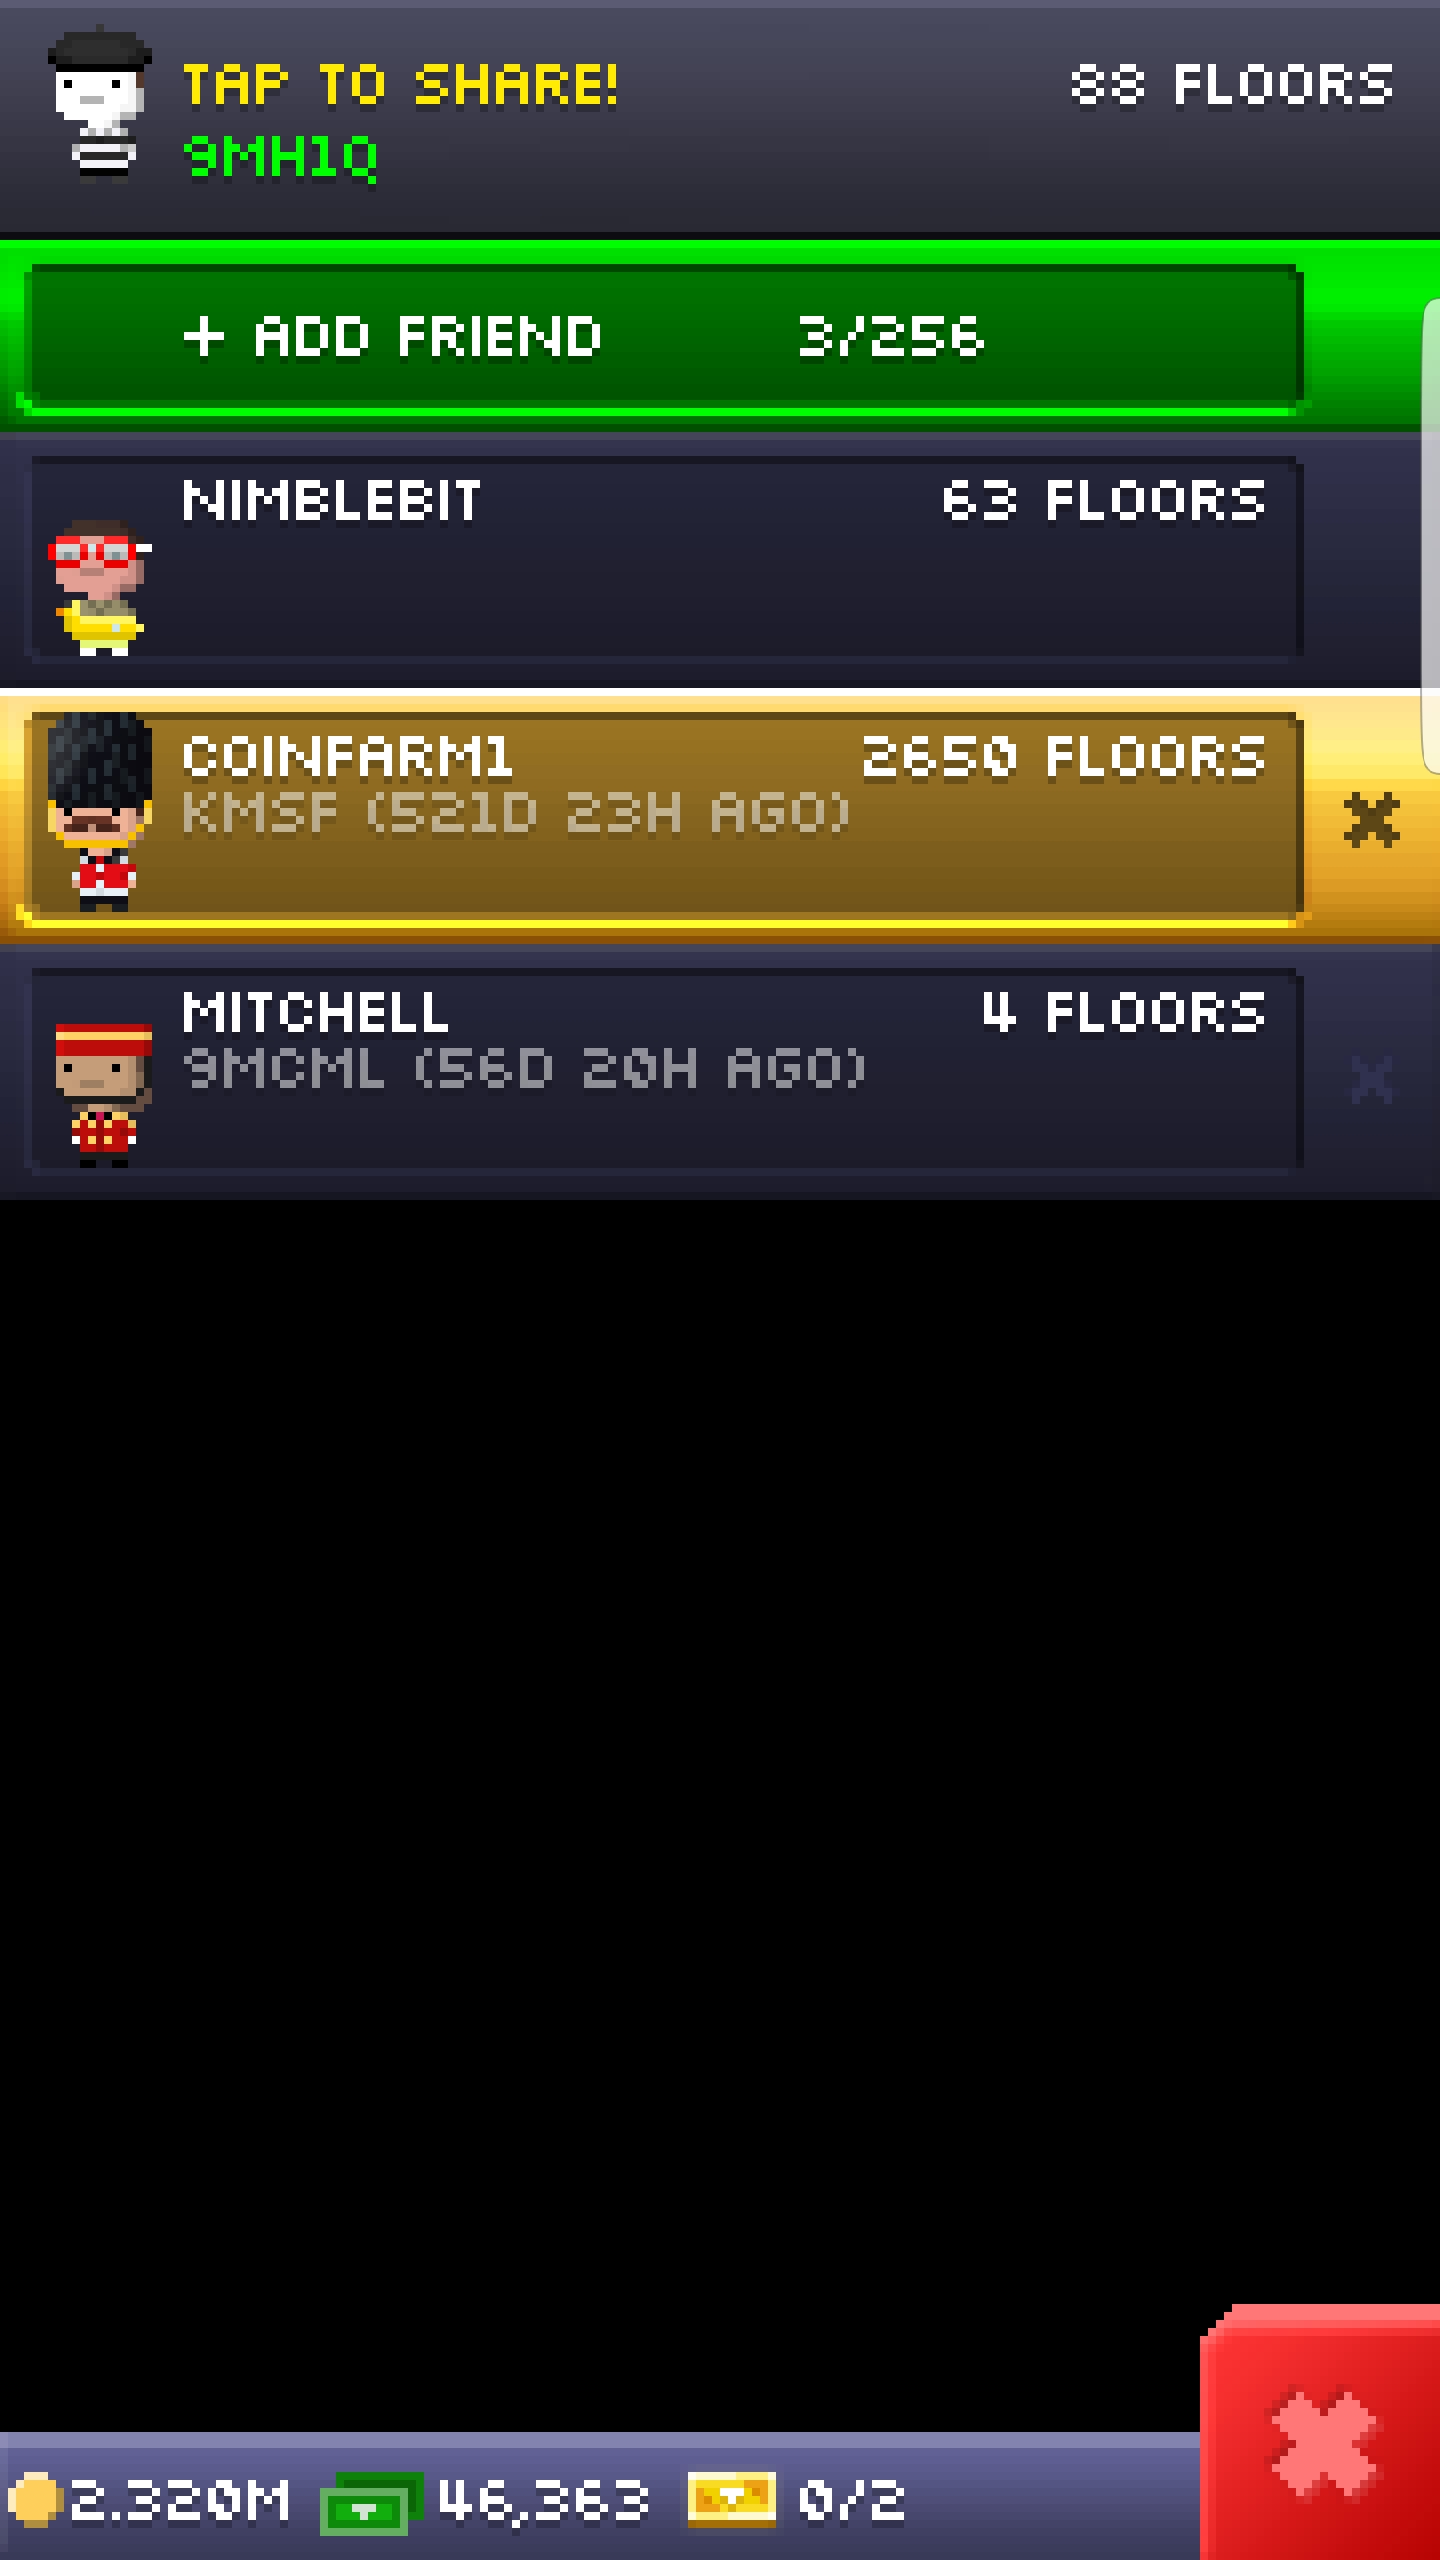 TAP TO SHARE! 88 FLOORS
9MH1Q
+ ADD FRIEND 3/256
NIMBLEBIT 63 FLOORS
COINFARM1 2650 FLOORS
KMSF (521D 23H AGO)
MITCHELL 4 FLOORS
9MCML (56D 20H AGO)
2.320M 46,363 0/2